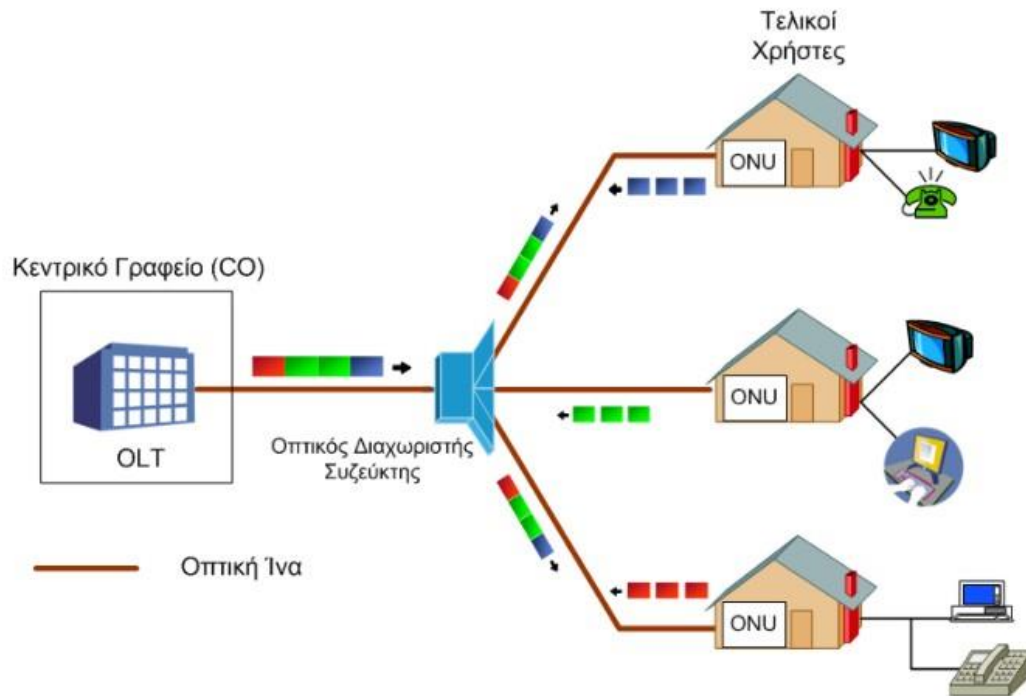 Τελικοί
Χρήστες
ONU
Κεντρικό Γραφείο (CO)
OLT
Οπτικός Διαχωριστής
Συζεύκτης
ONU
Οπτική Ίνα
ONU